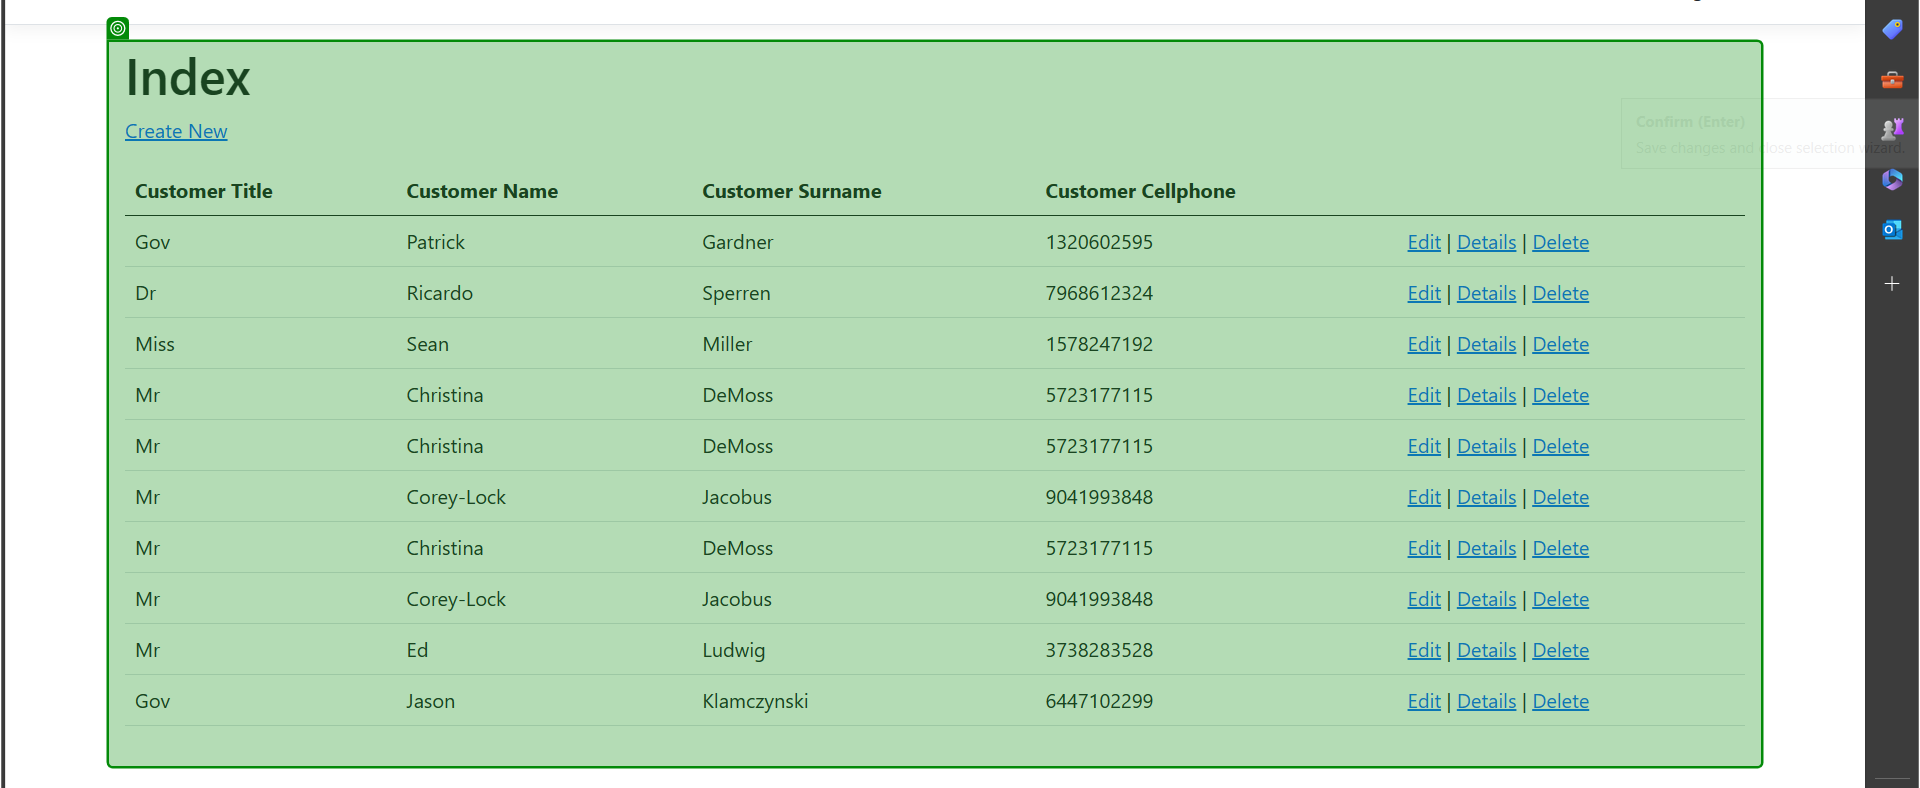 Index
Create New
Confirm (Enter)
Save changes and close selection wizard.
Customer Title Customer Name Customer Surname Customer Cellphone
Gov Patrick Gardner 1320602595 Edit | Details | Delete
Dr Ricardo Sperren 7968612324 Edit | Details | Delete
Miss Sean Miller 1578247192 Edit | Details | Delete
Mr Christina DeMoss 5723177115 Edit | Details | Delete
Mr Christina DeMoss 5723177115 Edit | Details | Delete
Mr Corey-Lock Jacobus 9041993848 Edit | Details | Delete
Mr Christina DeMoss 5723177115 Edit | Details | Delete
Mr Corey-Lock Jacobus 9041993848 Edit | Details | Delete
Mr Ed Ludwig 3738283528 Edit | Details | Delete
Gov Jason Klamczynski 6447102299 Edit | Details | Delete